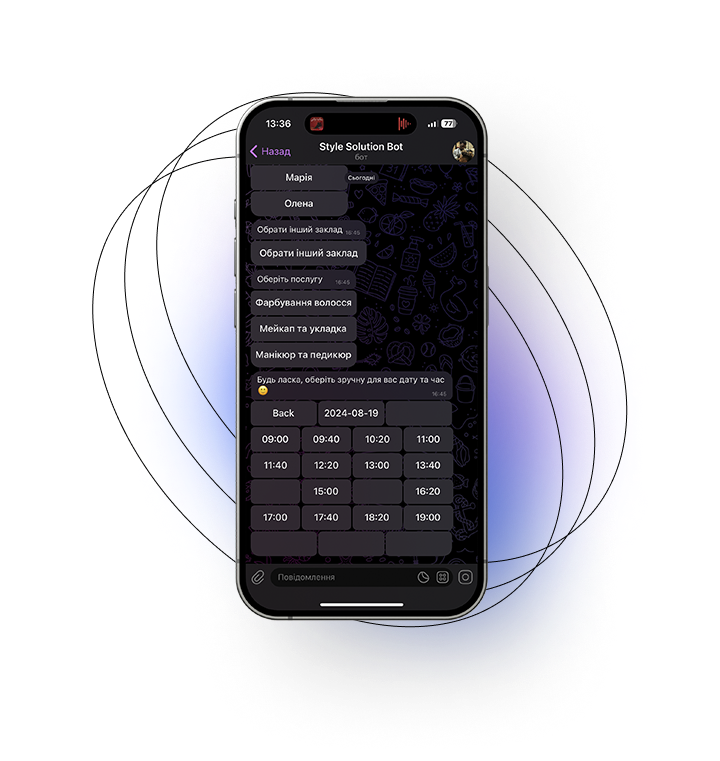 13:36
77
Назад
Style Solution Bot
бот
Марія
Сьогодні
Олена
Обрати інший заклад 16:45
Обрати інший заклад
Оберіть послугу 16:45
Фарбування волосся
Мейкап та укладка
Манікюр та педикюр
Будь ласка, оберіть зручну для вас дату та час
16:45
Back 2024-08-19
09:00 09:40 10:20 11:00
11:40 12:20 13:00 13:40
15:00 16:20
17:00 17:40 18:20 19:00
Повідомлення